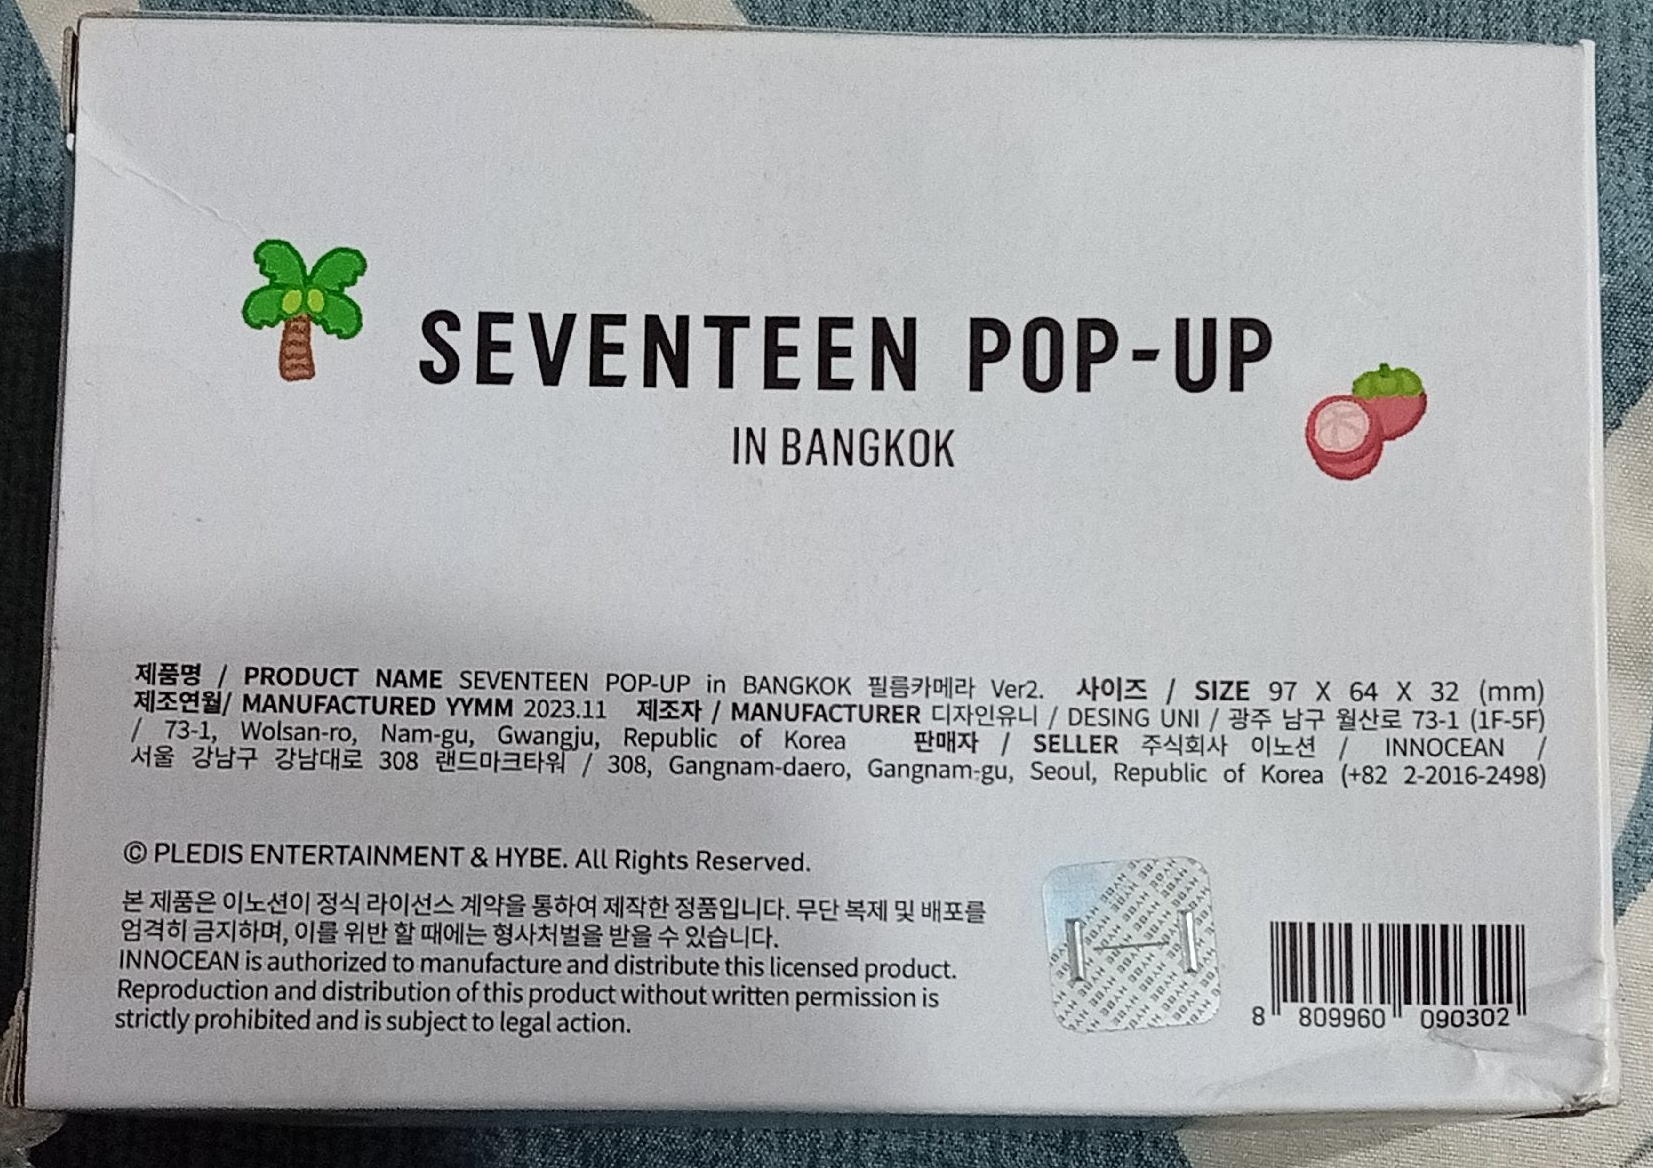 SEVENTEEN POP-UP
IN BANGKOK
제품명 / PRODUCT NAME SEVENTEEN POP-UP in BANGKOK 필름카메라 Ver2. 사이즈 / SIZE 97 X 64 X 32 (mm)
제조연월/ MANUFACTURED YYMM 2023.11 제조자 / MANUFACTURER 디자인유니 / DESING UNI / 광주 남구 월산로 73-1 (1F-5F)
/ 73-1, Wolsan-ro, Nam-gu, Gwangju, Republic of Korea 판매자 / SELLER 주식회사 이노션 / INNOCEAN /
서울 강남구 강남대로 308 랜드마크타워 / 308, Gangnam-daero, Gangnam-gu, Seoul, Republic of Korea (+82 2-2016-2498)
© PLEDIS ENTERTAINMENT & HYBE. All Rights Reserved.
본 제품은 이노션이 정식 라이선스 계약을 통하여 제작한 정품입니다. 무단 복제 및 배포를
엄격히 금지하며, 이를 위반 할 때에는 형사처벌을 받을 수 있습니다.
INNOCEAN is authorized to manufacture and distribute this licensed product.
Reproduction and distribution of this product without written permission is
strictly prohibited and is subject to legal action.
HYBE
8 809960 090302